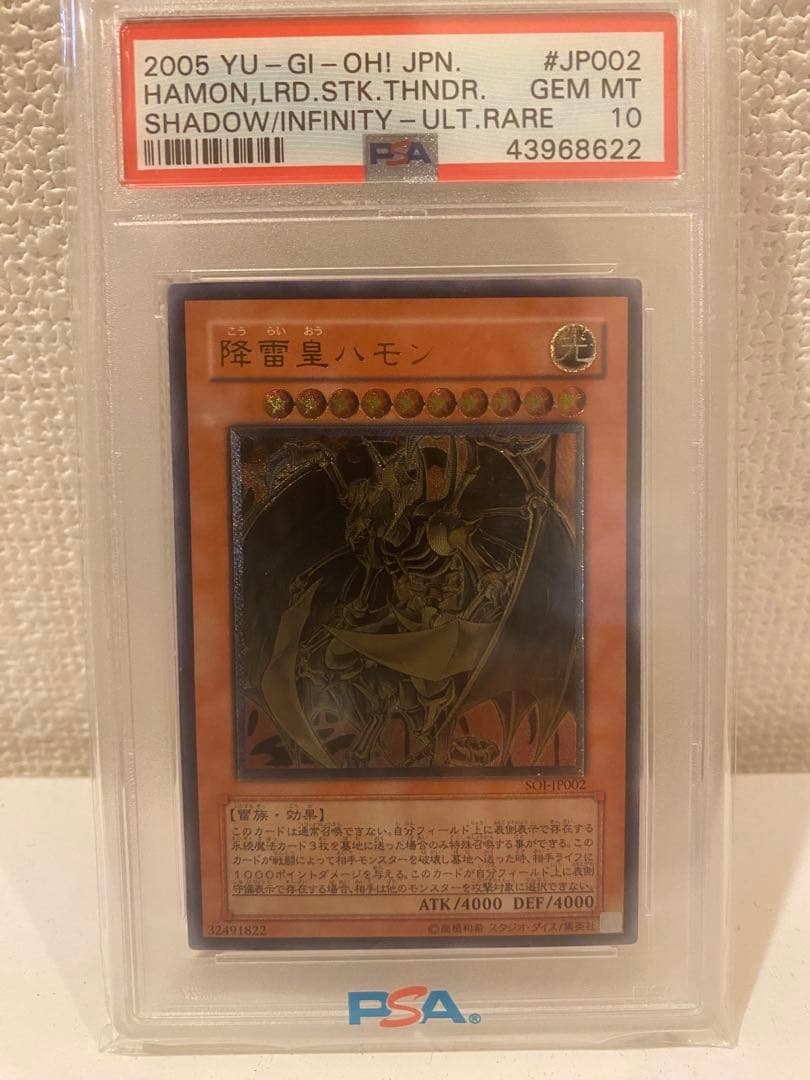 2005 YU-GI-OH! JPN. #JP002
HAMON,LRD.STK.THNDR. GEM MT
SHADOW/INFINITY-ULT.RARE 10
PSA 43968622
こう らい おう
降雷皇ハモン 光
SOI-JP002
【雷族・効果】
このカードは通常召喚できない。自分フィールド上に表側表示で存在する
永続魔法カード3枚を墓地に送った場合のみ特殊召喚する事ができる。この
カードが戦闘によって相手モンスターを破壊し墓地へ送った時、相手ライフに
1000ポイントダメージを与える。このカードが自分フィールド上に表側
守備表示で存在する場合、相手は他のモンスターを攻撃対象に選択できない。
ATK/4000 DEF/4000
32491822 ©高橋和希 スタジオ・ダイス/集英社
PSA®